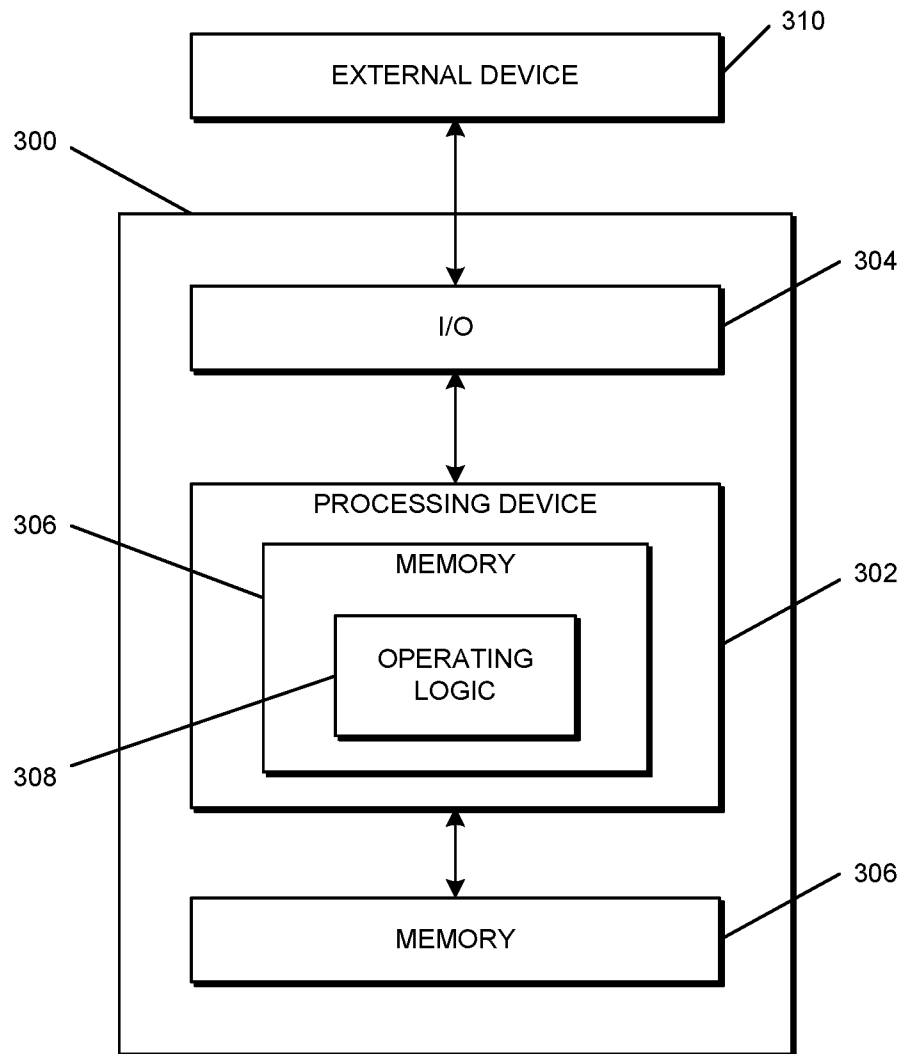 310
EXTERNAL DEVICE
300
304
I/O
PROCESSING DEVICE
306
MEMORY
302
OPERATING
LOGIC
308
306
MEMORY